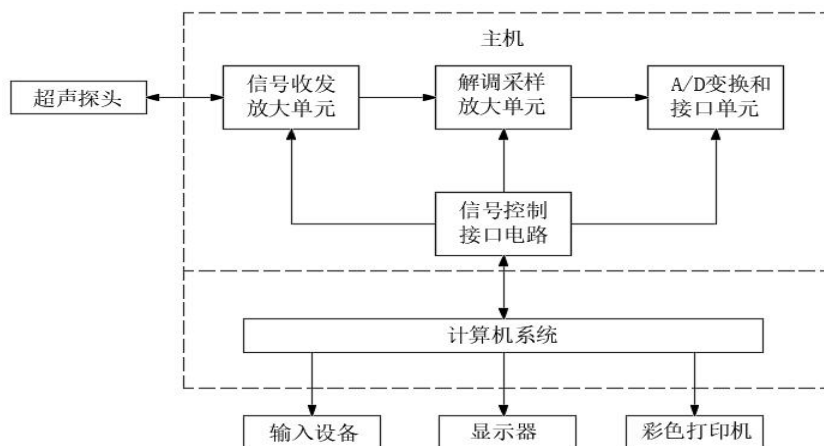 主机
超声探头
信号收发
放大单元
解调采样
放大单元
A/D变换和
接口单元
信号控制
接口电路
计算机系统
输入设备
显示器
彩色打印机